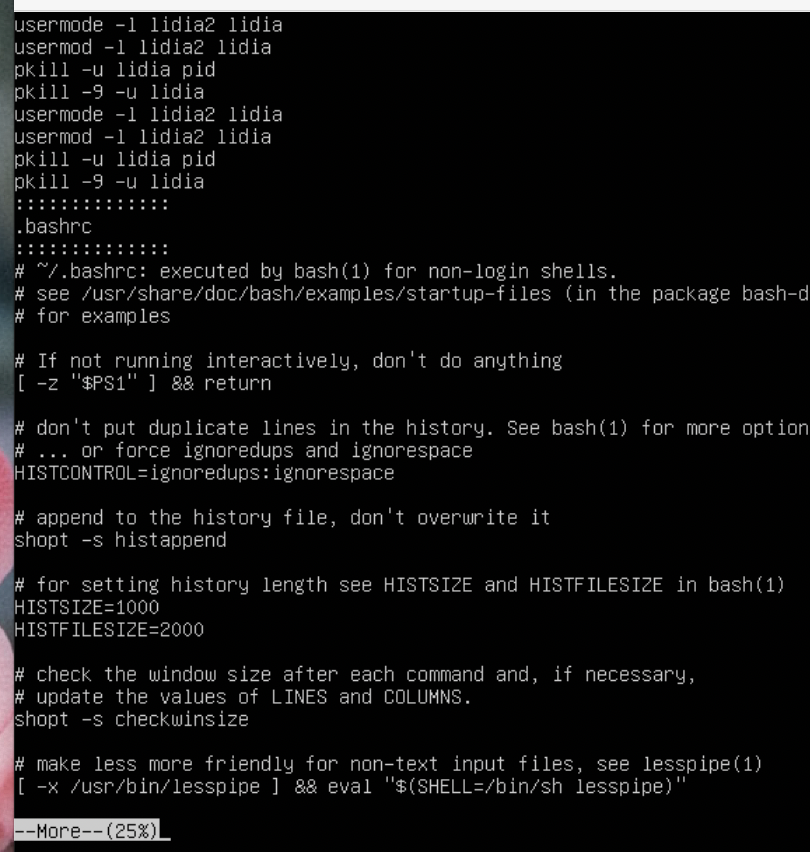 usermode -l lidia2 lidia
usermod -l lidia2 lidia
pkill -u lidia pid
pkill -9 -u lidia
usermode -l lidia2 lidia
usermod -l lidia2 lidia
pkill -u lidia pid
pkill -9 -u lidia
::::::::::::::
.bashrc
::::::::::::::
# ~/.bashrc: executed by bash(1) for non-login shells.
# see /usr/share/doc/bash/examples/startup-files (in the package bash-d
# for examples
# If not running interactively, don't do anything
[ -z "$PS1" ] && return
# don't put duplicate lines in the history. See bash(1) for more option
# ... or force ignoredups and ignorespace
HISTCONTROL=ignoredups:ignorespace
# append to the history file, don't overwrite it
shopt -s histappend
# for setting history length see HISTSIZE and HISTFILESIZE in bash(1)
HISTSIZE=1000
HISTFILESIZE=2000
# check the window size after each command and, if necessary,
# update the values of LINES and COLUMNS.
shopt -s checkwinsize
# make less more friendly for non-text input files, see lesspipe(1)
[ -x /usr/bin/lesspipe ] && eval "$(SHELL=/bin/sh lesspipe)"
--More--(25%)_